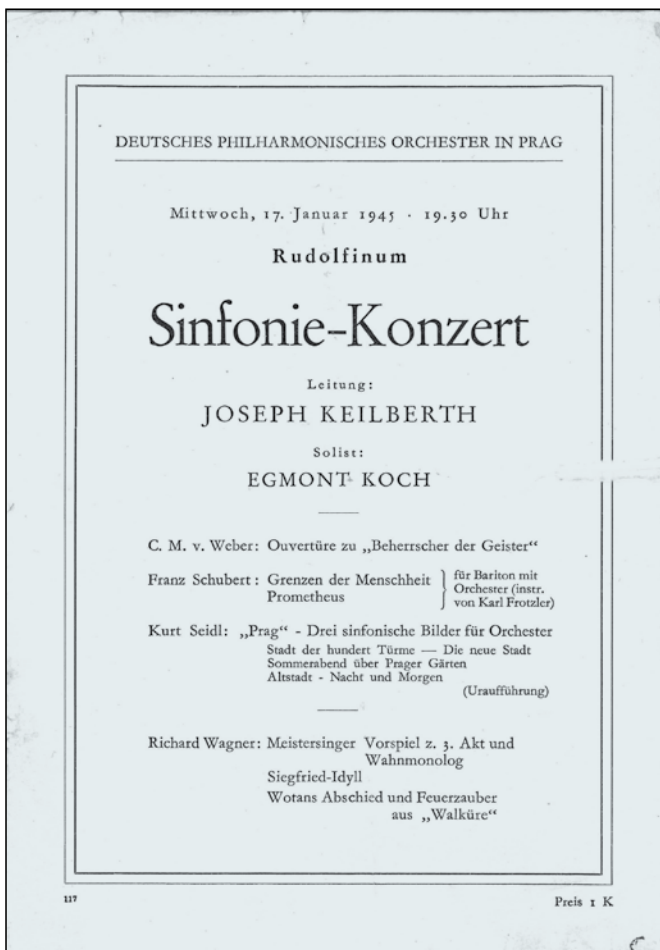 DEUTSCHES PHILHARMONISCHES ORCHESTER IN PRAG
Mittwoch, 17. Januar 1945 · 19.30 Uhr
Rudolfinum
Sinfonie-Konzert
Leitung:
JOSEPH KEILBERTH
Solist:
EGMONT KOCH
C. M. v. Weber: Ouvertüre zu „Beherrscher der Geister“
Franz Schubert: Grenzen der Menschheit
Prometheus
für Bariton mit
Orchester (instr.
von Karl Frotzler)
Kurt Seidl: „Prag“ - Drei sinfonische Bilder für Orchester
Stadt der hundert Türme — Die neue Stadt
Sommerabend über Prager Gärten
Altstadt - Nacht und Morgen
(Uraufführung)
Richard Wagner: Meistersinger Vorspiel z. 3. Akt und
Wahnmonolog
Siegfried-Idyll
Wotans Abschied und Feuerzauber
aus „Walküre“
117
Preis 1 K